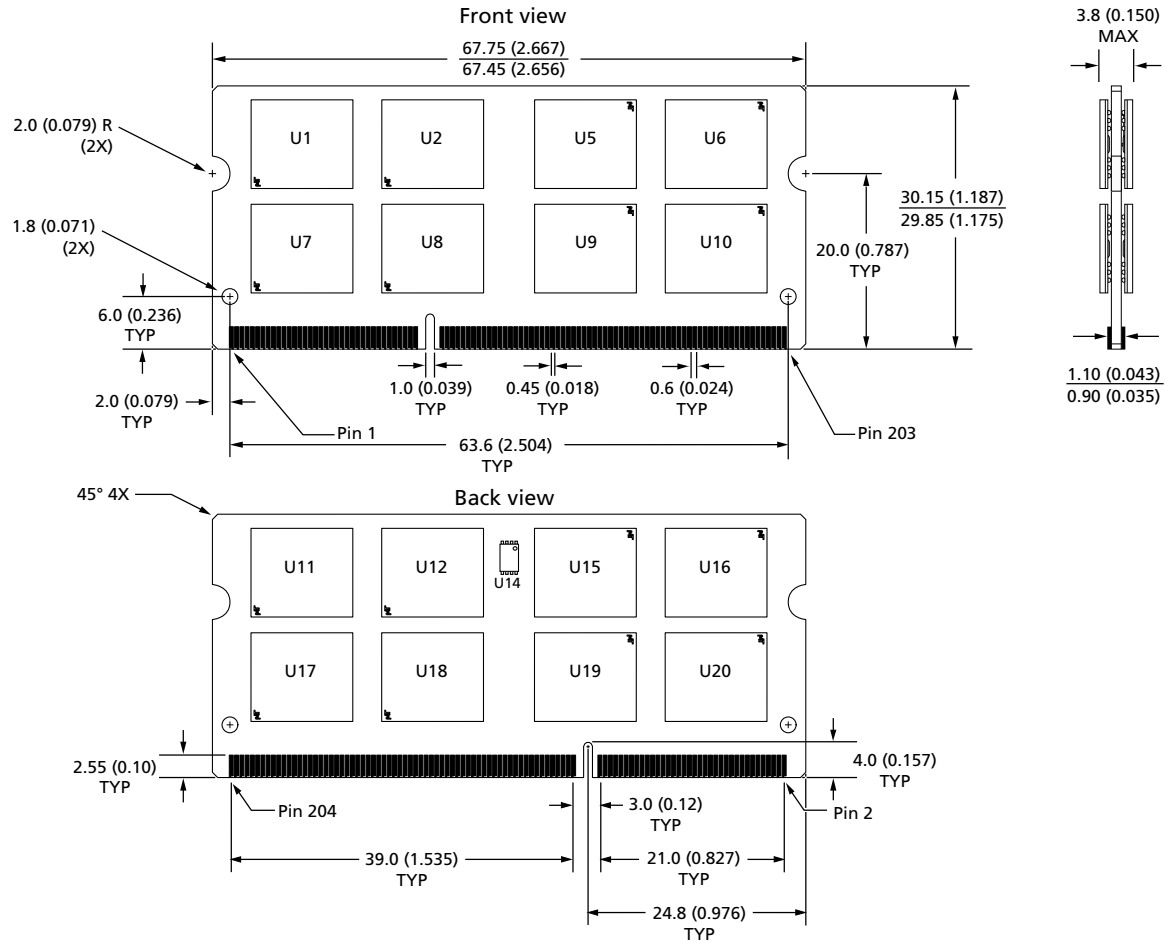 Front view
3.8 (0.150)
MAX
67.75 (2.667)
67.45 (2.656)
2.0 (0.079) R
(2X)
U1
U2
U5
U6
1.8 (0.071)
(2X)
30.15 (1.187)
29.85 (1.175)
U7
U8
U9
U10
20.0 (0.787)
TYP
6.0 (0.236)
TYP
1.0 (0.039)
TYP
0.45 (0.018)
TYP
0.6 (0.024)
TYP
1.10 (0.043)
0.90 (0.035)
2.0 (0.079)
TYP
Pin 1
Pin 203
63.6 (2.504)
TYP
45° 4X
Back view
U11
U12
U14
U15
U16
U17
U18
U19
U20
2.55 (0.10)
TYP
4.0 (0.157)
TYP
Pin 204
3.0 (0.12)
TYP
Pin 2
39.0 (1.535)
TYP
21.0 (0.827)
TYP
24.8 (0.976)
TYP